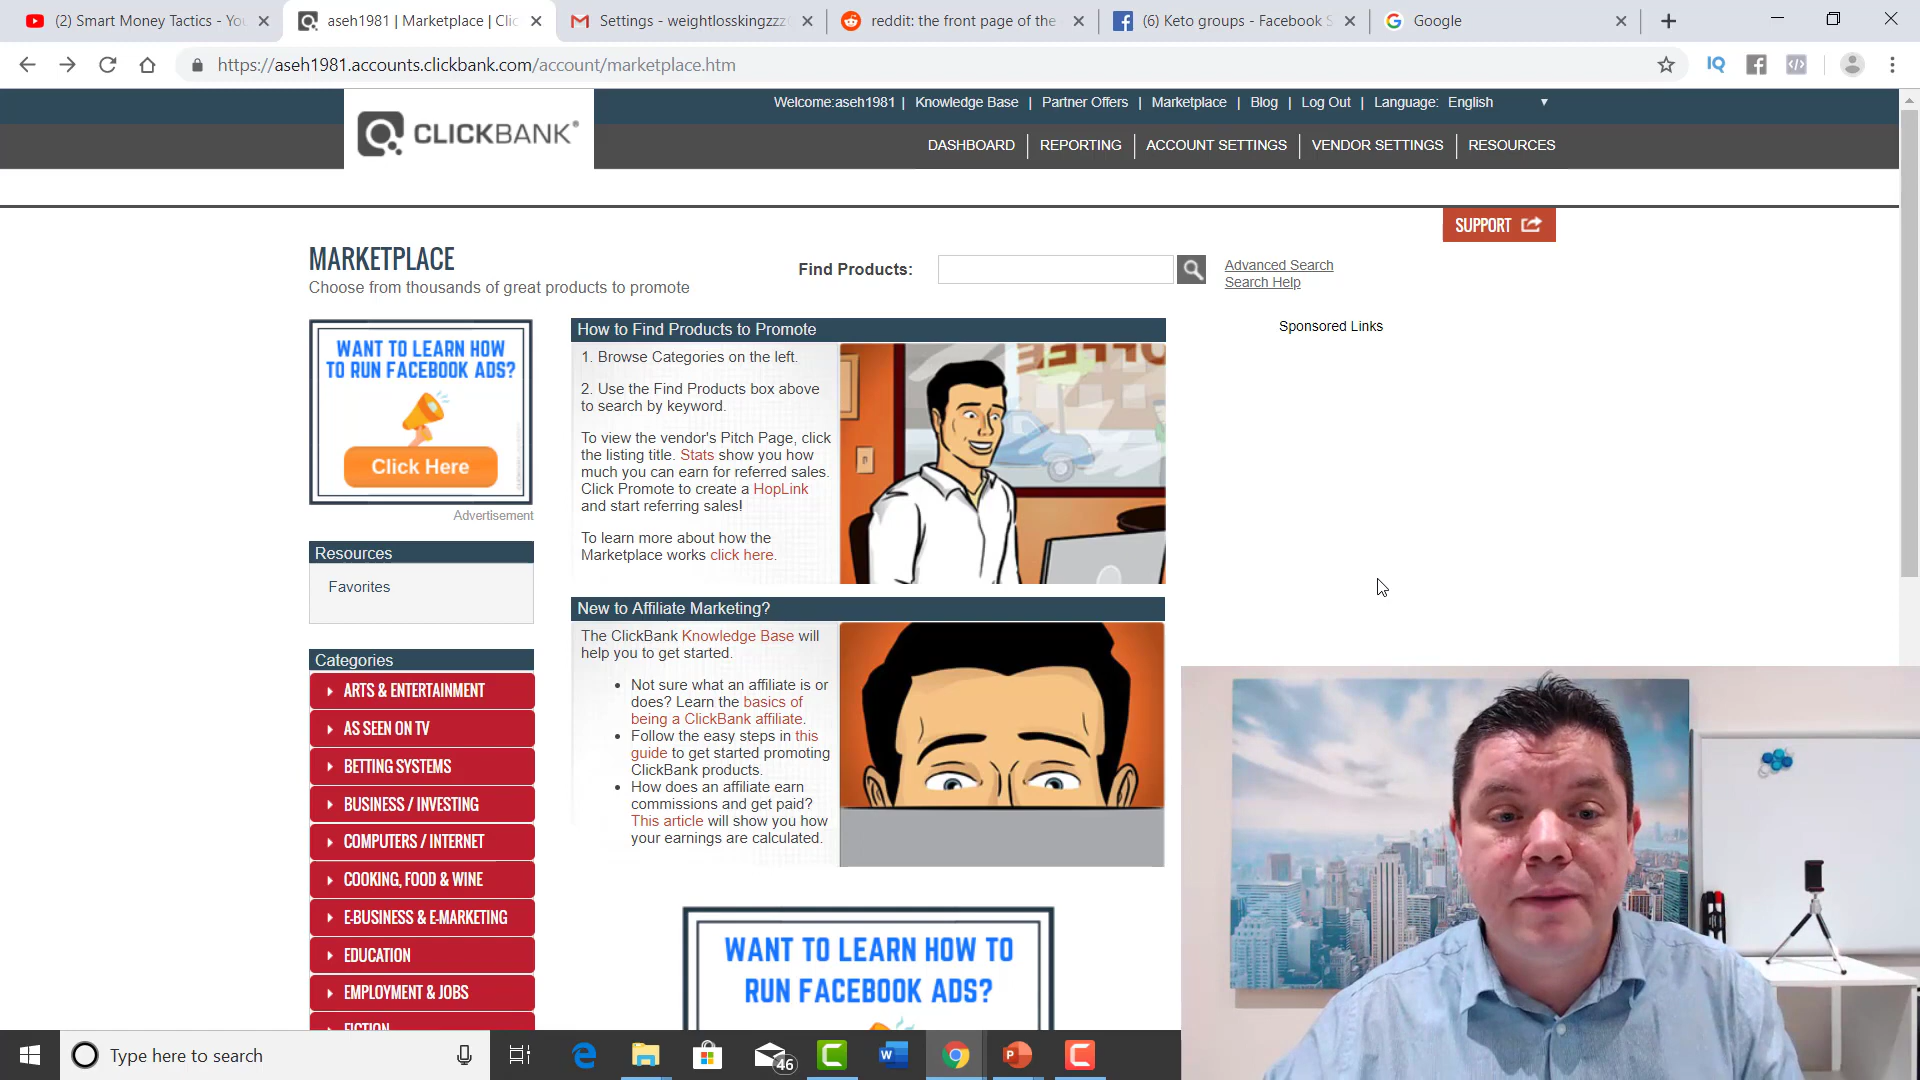 (2) Smart Money Tactics - You
aseh1981 | Marketplace | Clic
Settings - weightlosskingzzz
reddit: the front page of the
(6) Keto groups - Facebook S
Google
https://aseh1981.accounts.clickbank.com/account/marketplace.htm
Welcome:aseh1981 | Knowledge Base | Partner Offers | Marketplace | Blog | Log Out | Language: English
CLICKBANK®
DASHBOARD | REPORTING | ACCOUNT SETTINGS | VENDOR SETTINGS | RESOURCES
SUPPORT
MARKETPLACE
Choose from thousands of great products to promote
Find Products:
Advanced Search
Search Help
WANT TO LEARN HOW
TO RUN FACEBOOK ADS?
Click Here
Advertisement
Resources
Favorites
Categories
ARTS & ENTERTAINMENT
AS SEEN ON TV
BETTING SYSTEMS
BUSINESS / INVESTING
COMPUTERS / INTERNET
COOKING, FOOD & WINE
E-BUSINESS & E-MARKETING
EDUCATION
EMPLOYMENT & JOBS
FICTION
How to Find Products to Promote
1. Browse Categories on the left.
2. Use the Find Products box above
to search by keyword.
To view the vendor's Pitch Page, click
the listing title. Stats show you how
much you can earn for referred sales.
Click Promote to create a HopLink
and start referring sales!
To learn more about how the
Marketplace works click here.
COFFEE
Sponsored Links
New to Affiliate Marketing?
The ClickBank Knowledge Base will
help you to get started.
• Not sure what an affiliate is or
does? Learn the basics of
being a ClickBank affiliate.
• Follow the easy steps in this
guide to get started promoting
ClickBank products.
• How does an affiliate earn
commissions and get paid?
This article will show you how
your earnings are calculated.
WANT TO LEARN HOW TO
RUN FACEBOOK ADS?
Type here to search
46